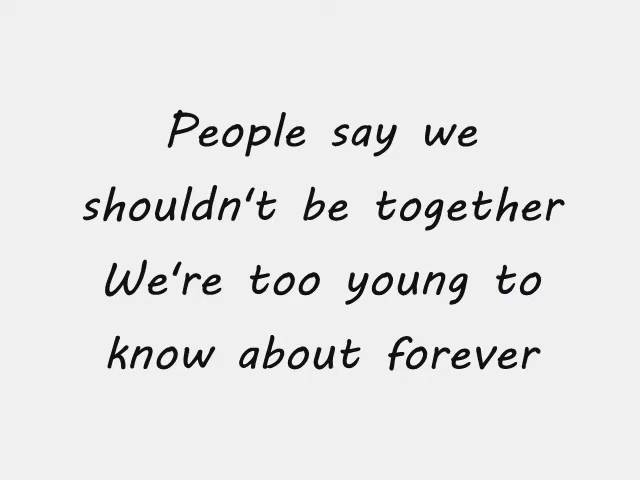 People say we
shouldn't be together
We're too young to
know about forever